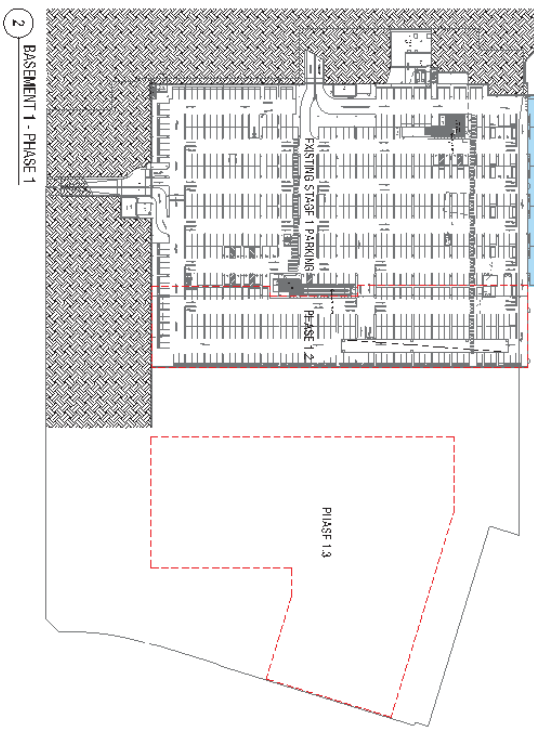 2
BASEMENT 1 - PHASE 1
EXISTING STAGE 1 PARKING
PHASE 1.2
PHASE 1.3